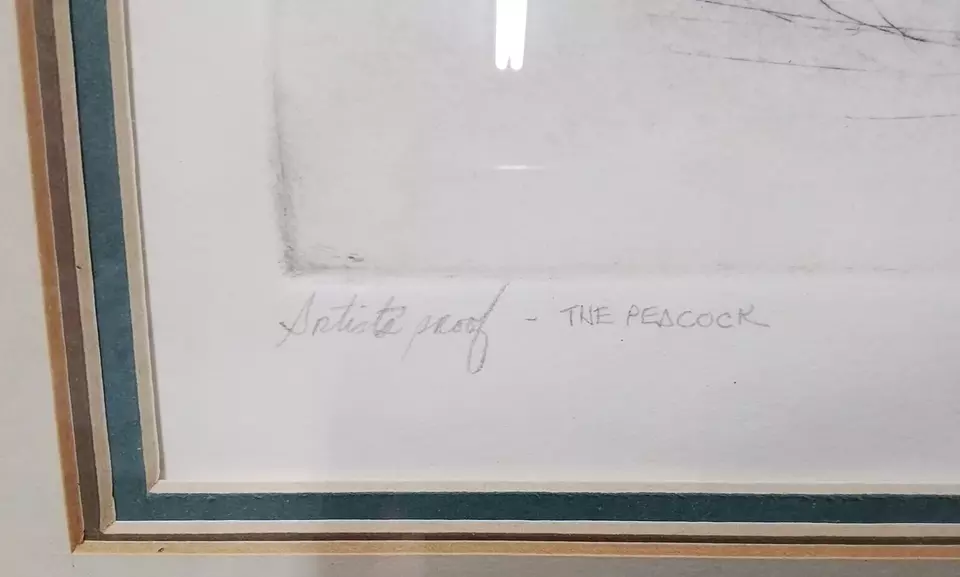 Artists proof - THE PEACOCK